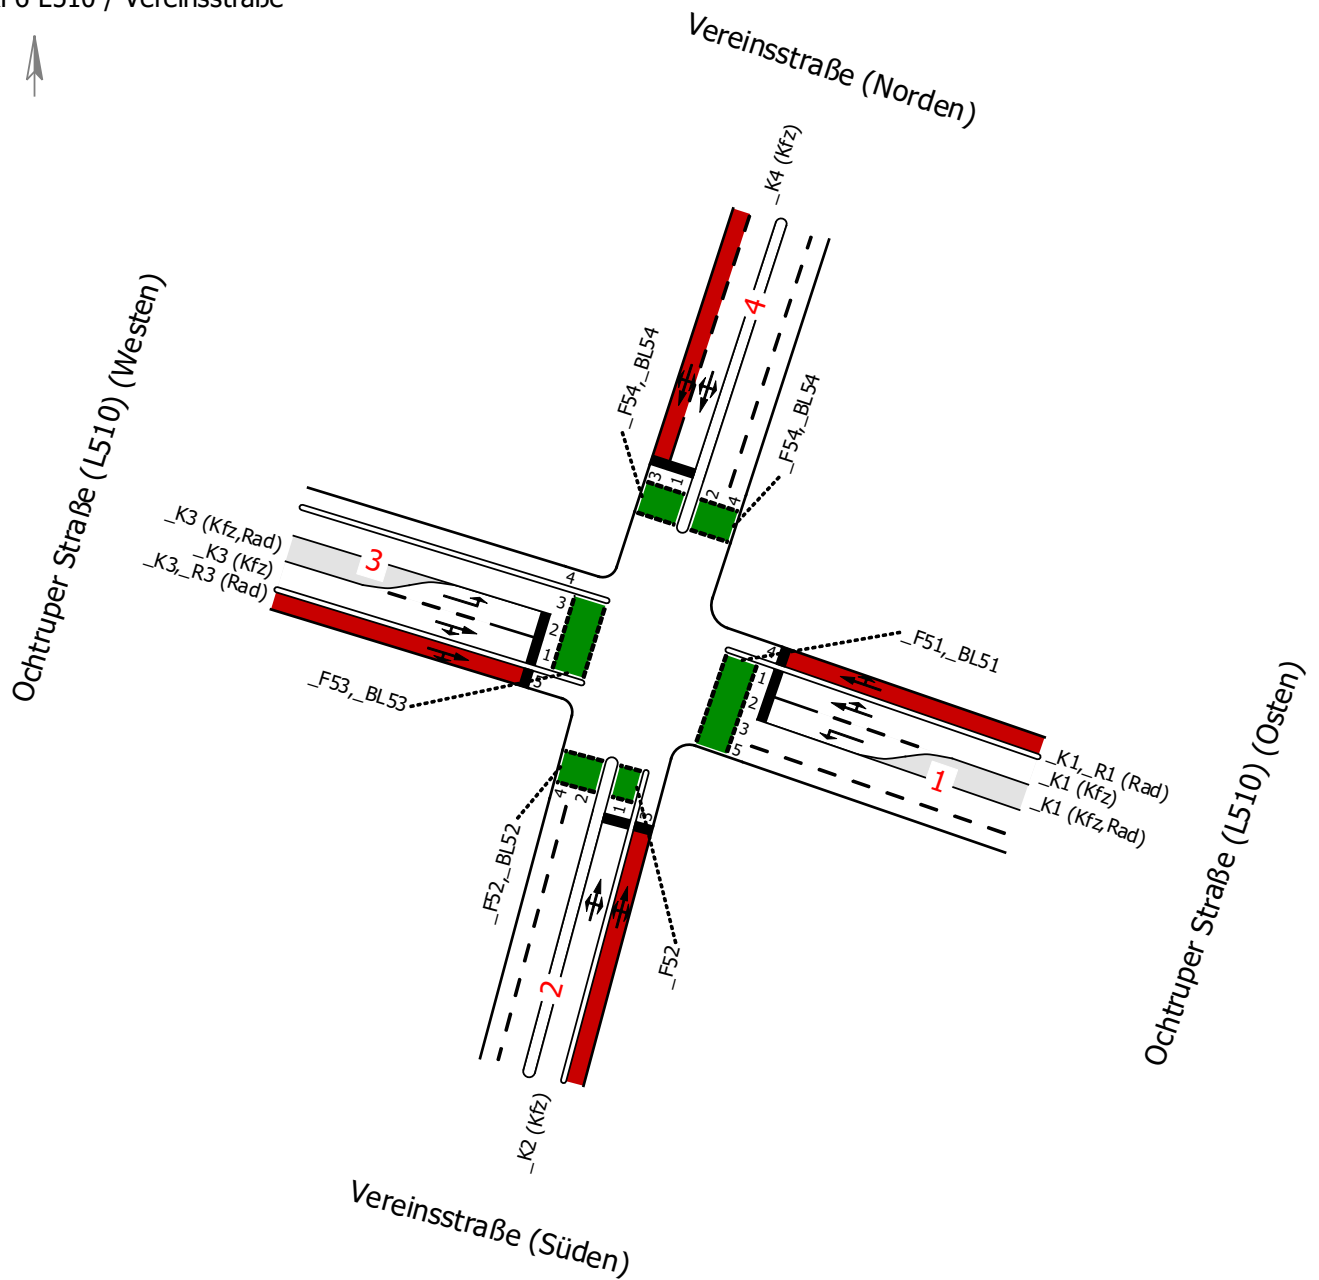 L510 / Vereinsstraße
Vereinsstraße (Norden)
_K4 (Kfz)
4
_F54,_BL54
_F54,_BL54
3
1
2
4
Ochtruper Straße (L510) (Westen)
_K3 (Kfz,Rad)
_K3 (Kfz)
_K3,_R3 (Rad)
3
4
3
2
1
5
_F53,_BL53
_F51,_BL51
4
1
2
3
5
1
_K1,_R1 (Rad)
_K1 (Kfz)
_K1 (Kfz,Rad)
Ochtruper Straße (L510) (Osten)
4
2
1
3
_F52,_BL52
_F52
2
_K2 (Kfz)
Vereinsstraße (Süden)